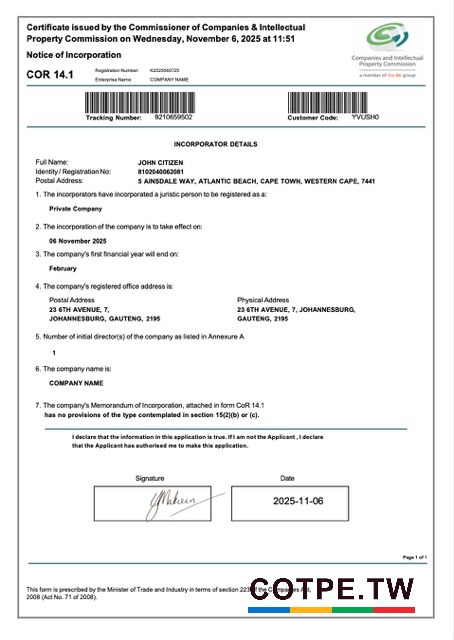 Certificate issued by the Commissioner of Companies & Intellectual
Property Commission on Wednesday, November 6, 2025 at 11:51
Notice of Incorporation
COR 14.1
Registration Number: K2025560725
Enterprise Name: COMPANY NAME
Companies and Intellectual
Property Commission
a member of the dti group
Tracking Number: 9210659502
Customer Code: YVUSH0
INCORPORATOR DETAILS
Full Name: JOHN CITIZEN
Identity / Registration No: 8102040062081
Postal Address: 5 AINSDALE WAY, ATLANTIC BEACH, CAPE TOWN, WESTERN CAPE, 7441
1. The incorporators have incorporated a juristic person to be registered as a:
Private Company
2. The incorporation of the company is to take effect on:
06 November 2025
3. The company's first financial year will end on:
February
4. The company's registered office address is:
Postal Address
23 6TH AVENUE, 7,
JOHANNESBURG, GAUTENG, 2195
Physical Address
23 6TH AVENUE, 7, JOHANNESBURG,
GAUTENG, 2195
5. Number of initial director(s) of the company as listed in Annexure A
1
6. The company name is:
COMPANY NAME
7. The company's Memorandum of Incorporation, attached in form CoR 14.1
has no provisions of the type contemplated in section 15(2)(b) or (c).
I declare that the information in this application is true. If I am not the Applicant , I declare
that the Applicant has authorised me to make this application.
Signature
Date
2025-11-06
Page 1 of 1
This form is prescribed by the Minister of Trade and Industry in terms of section 223 of the Companies Act,
2008 (Act No. 71 of 2008).
COTPE.TW